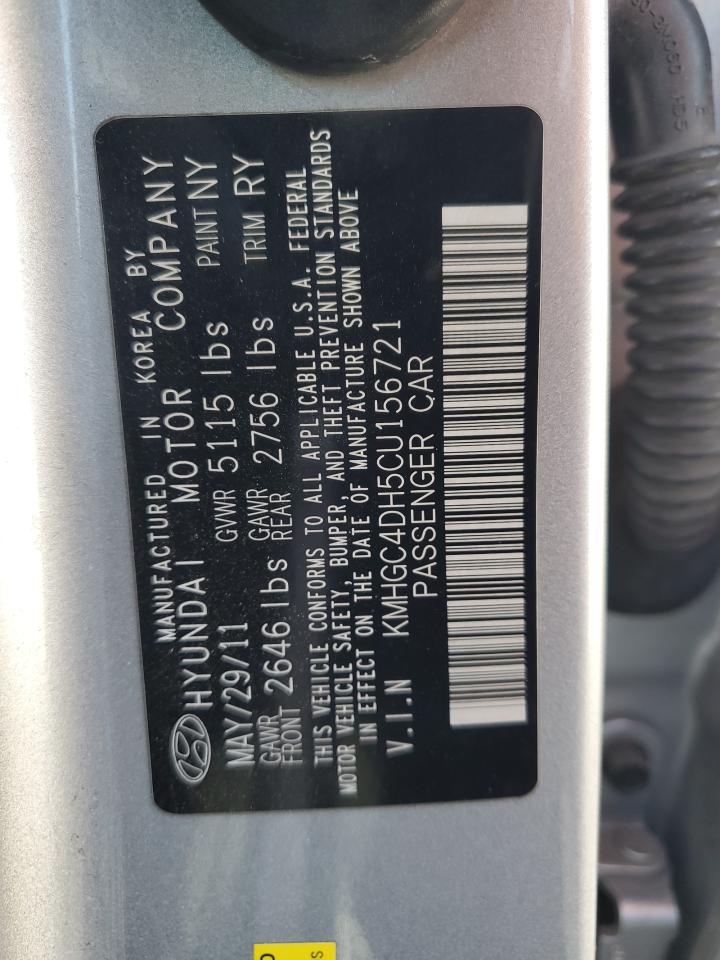 MANUFACTURED IN KOREA BY
HYUNDAI MOTOR COMPANY
MAY/29/11 GVWR 5115 lbs PAINT NY
GAWR FRONT 2646 lbs GAWR REAR 2756 lbs TRIM RY
THIS VEHICLE CONFORMS TO ALL APPLICABLE U.S.A. FEDERAL
MOTOR VEHICLE SAFETY, BUMPER, AND THEFT PREVENTION STANDARDS
IN EFFECT ON THE DATE OF MANUFACTURE SHOWN ABOVE
V.I.N KMHGC4DH5CU156721
PASSENGER CAR